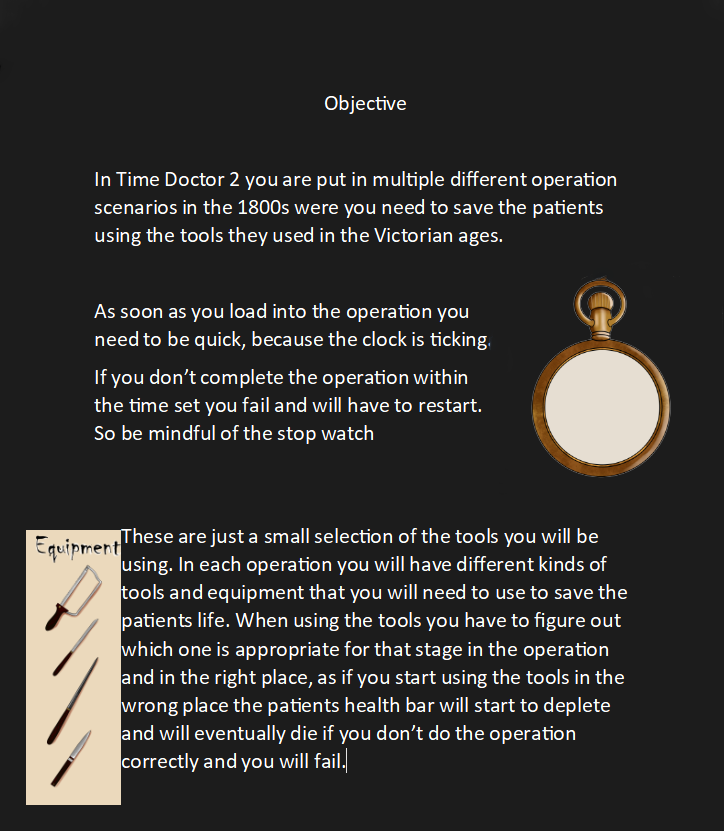 Objective
In Time Doctor 2 you are put in multiple different operation
scenarios in the 1800s were you need to save the patients
using the tools they used in the Victorian ages.
As soon as you load into the operation you
need to be quick, because the clock is ticking.
If you don’t complete the operation within
the time set you fail and will have to restart.
So be mindful of the stop watch
Equipment
These are just a small selection of the tools you will be
using. In each operation you will have different kinds of
tools and equipment that you will need to use to save the
patients life. When using the tools you have to figure out
which one is appropriate for that stage in the operation
and in the right place, as if you start using the tools in the
wrong place the patients health bar will start to deplete
and will eventually die if you don’t do the operation
correctly and you will fail.